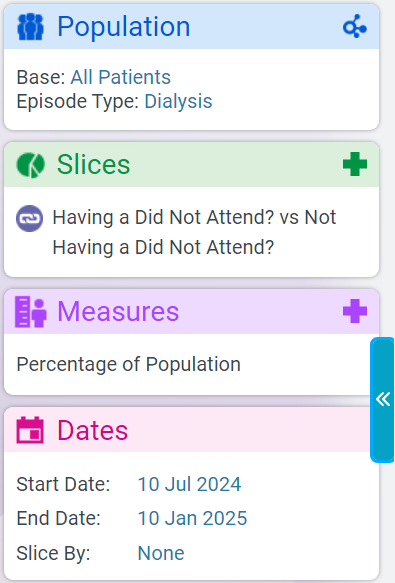 Population
Base: All Patients
Episode Type: Dialysis
Slices
Having a Did Not Attend? vs Not
Having a Did Not Attend?
Measures
Percentage of Population
Dates
Start Date: 10 Jul 2024
End Date: 10 Jan 2025
Slice By: None